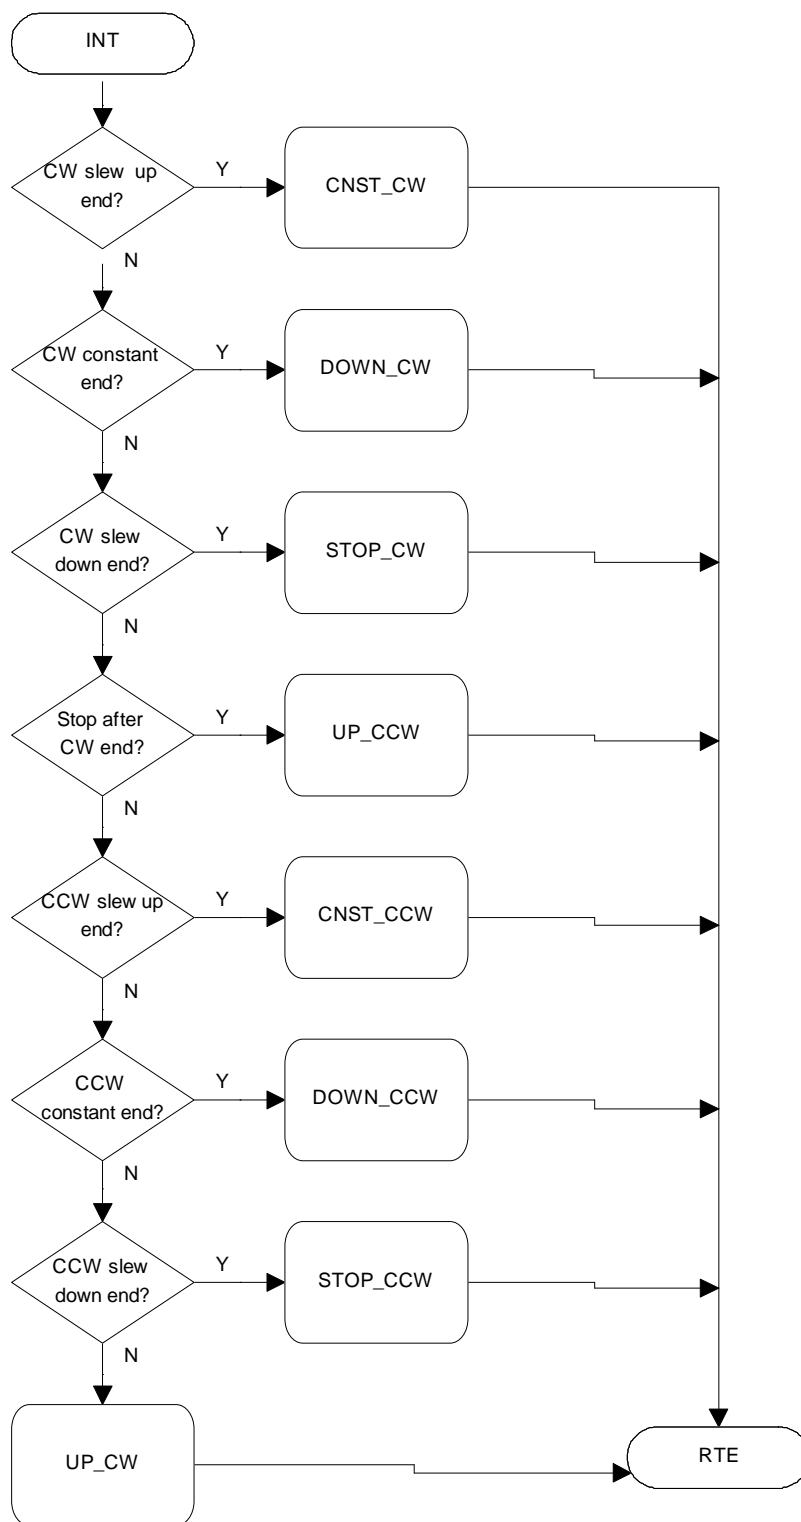 INT
CW slew up
end?
Y
CNST_CW
N
CW constant
end?
Y
DOWN_CW
N
CW slew
down end?
Y
STOP_CW
N
Stop after
CW end?
Y
UP_CCW
N
CCW slew up
end?
Y
CNST_CCW
N
CCW
constant end?
Y
DOWN_CCW
N
CCW slew
down end?
Y
STOP_CCW
N
UP_CW
RTE